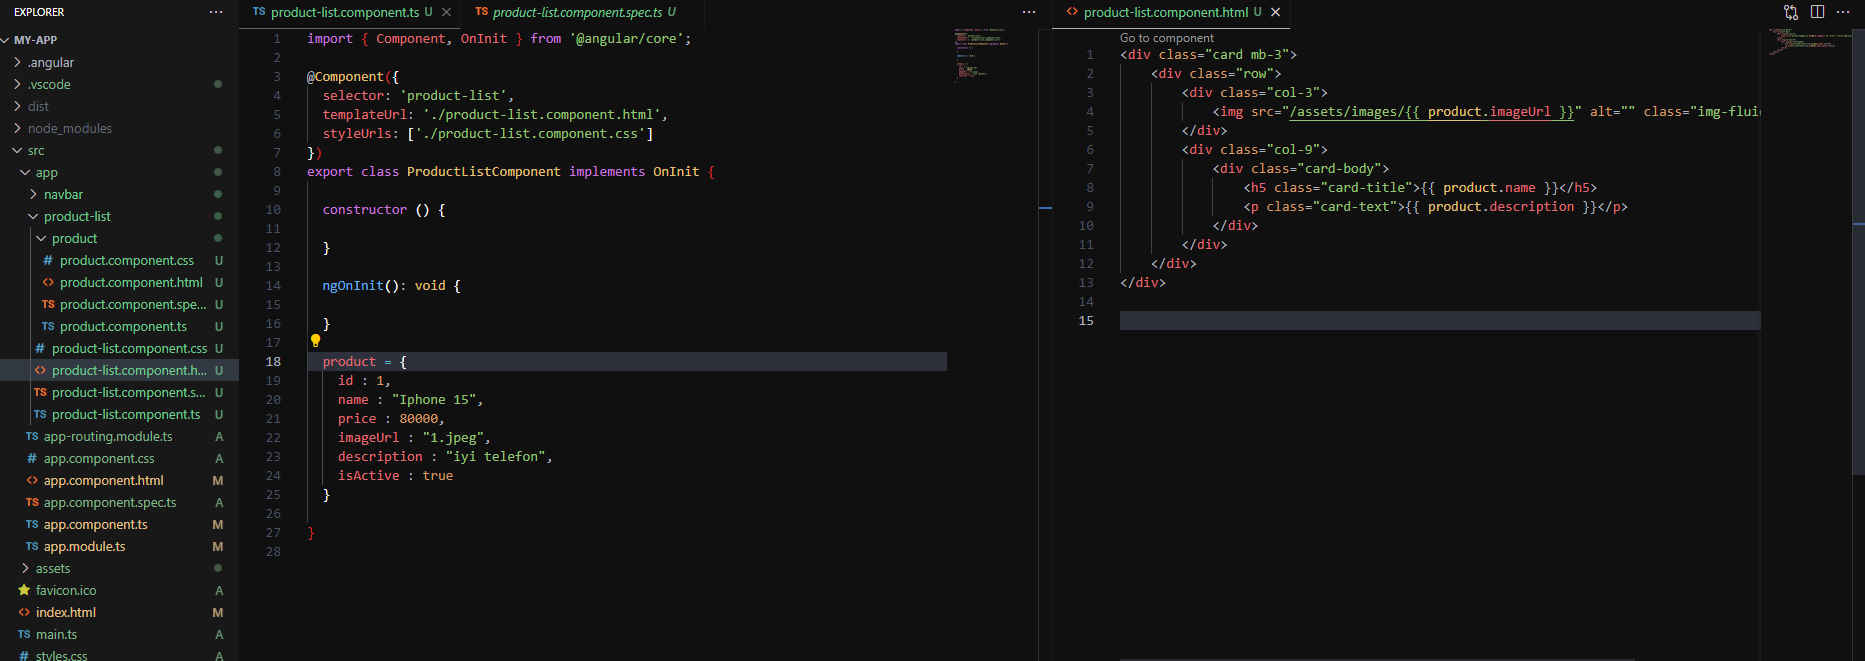 EXPLORER
MY-APP
.angular
.vscode
dist
node_modules
src
app
navbar
product-list
product
# product.component.css U
<> product.component.html U
TS product.component.spe... U
TS product.component.ts U
# product-list.component.css U
<> product-list.component.h... U
TS product-list.component.s... U
TS product-list.component.ts U
TS app-routing.module.ts A
# app.component.css A
<> app.component.html M
TS app.component.spec.ts A
TS app.component.ts M
TS app.module.ts M
assets
favicon.ico A
<> index.html M
TS main.ts A
# styles.css A
TS product-list.component.ts U
TS product-list.component.spec.ts U
1 import { Component, OnInit } from '@angular/core';
2
3 @Component({
4 selector: 'product-list',
5 templateUrl: './product-list.component.html',
6 styleUrls: ['./product-list.component.css']
7 })
8 export class ProductListComponent implements OnInit {
9
10 constructor () {
11
12 }
13
14 ngOnInit(): void {
15
16 }
17
18 product = {
19 id : 1,
20 name : "Iphone 15",
21 price : 80000,
22 imageUrl : "1.jpeg",
23 description : "iyi telefon",
24 isActive : true
25 }
26
27 }
28
<> product-list.component.html U
Go to component
1 <div class="card mb-3">
2 <div class="row">
3 <div class="col-3">
4 <img src="/assets/images/{{ product.imageUrl }}" alt="" class="img-flui
5 </div>
6 <div class="col-9">
7 <div class="card-body">
8 <h5 class="card-title">{{ product.name }}</h5>
9 <p class="card-text">{{ product.description }}</p>
10 </div>
11 </div>
12 </div>
13 </div>
14
15